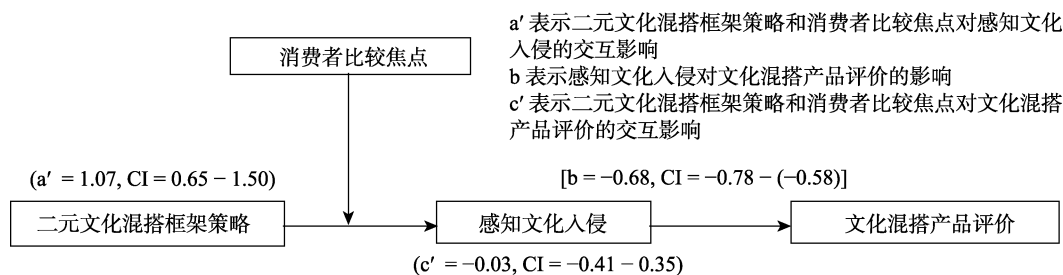 a′ 表示二元文化混搭框架策略和消费者比较焦点对感知文化
入侵的交互影响
b 表示感知文化入侵对文化混搭产品评价的影响
c′ 表示二元文化混搭框架策略和消费者比较焦点对文化混搭
产品评价的交互影响
消费者比较焦点
(a′ = 1.07, CI = 0.65 − 1.50)
[b = −0.68, CI = −0.78 − (−0.58)]
二元文化混搭框架策略
感知文化入侵
文化混搭产品评价
(c′ = −0.03, CI = −0.41 − 0.35)